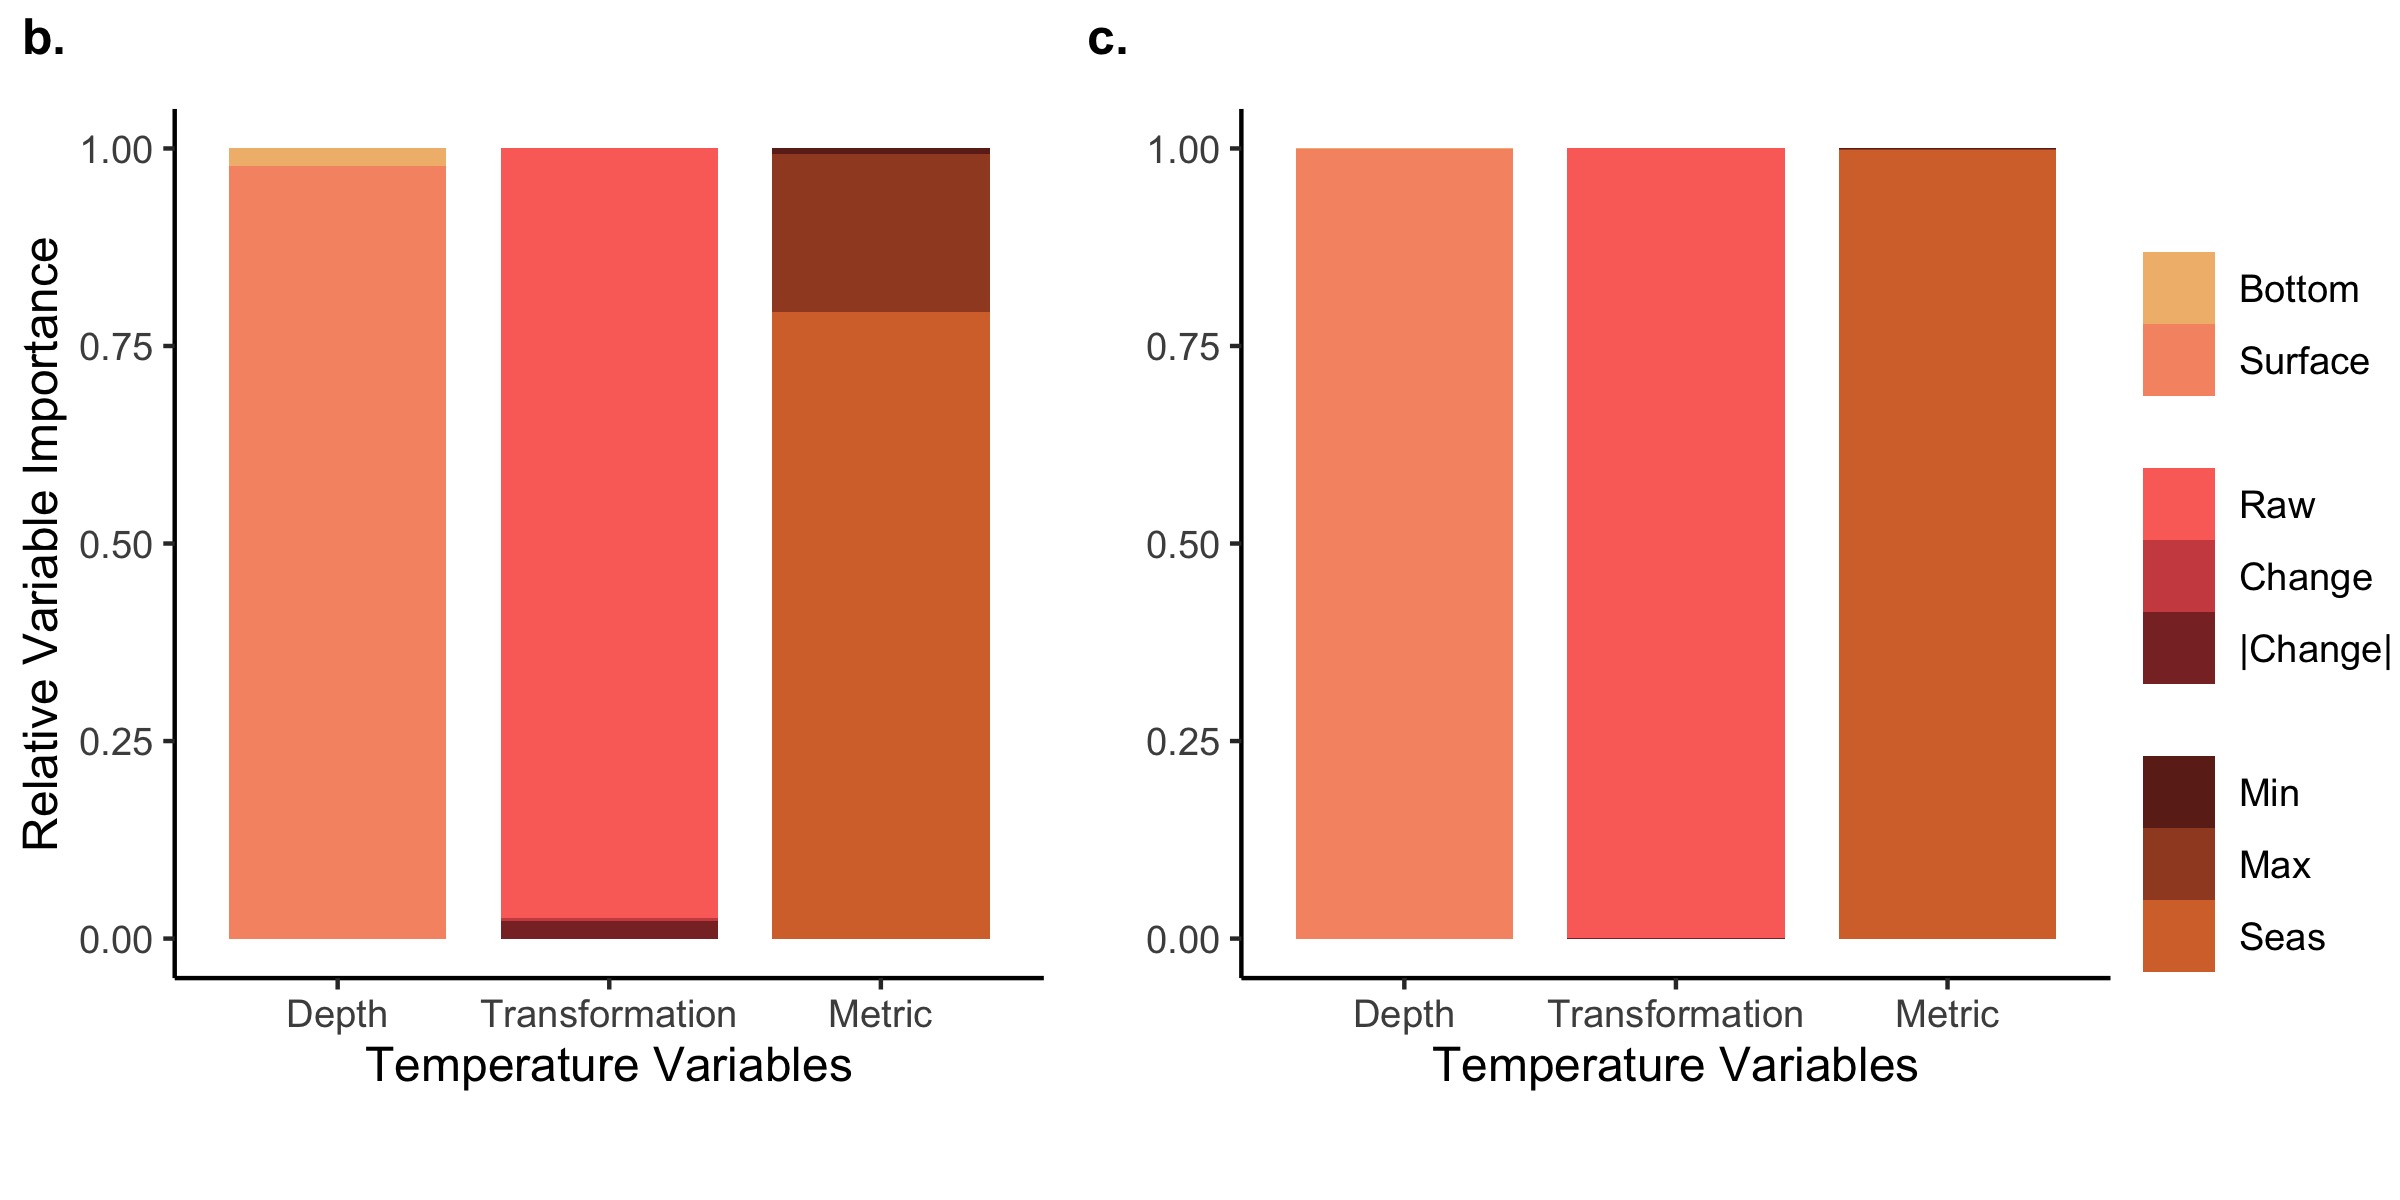 b.
Relative Variable Importance
1.00
0.75
0.50
0.25
0.00
Depth Transformation Metric
Temperature Variables
c.
1.00
0.75
0.50
0.25
0.00
Depth Transformation Metric
Temperature Variables
Bottom
Surface
Raw
Change
|Change|
Min
Max
Seas